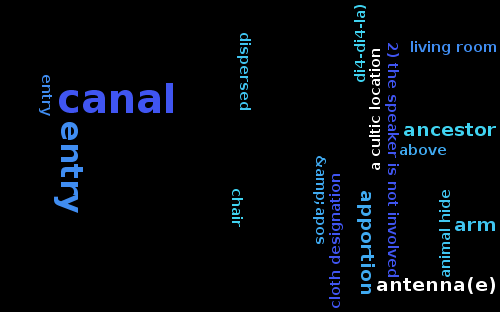 di4-di4-la)
living room
dispersed
2) the speaker is not involved
a cultic location
entry
canal
entry
ancestor
above
&amp;apos
cloth designation
chair
apportion
animal hide
arm
antenna(e)